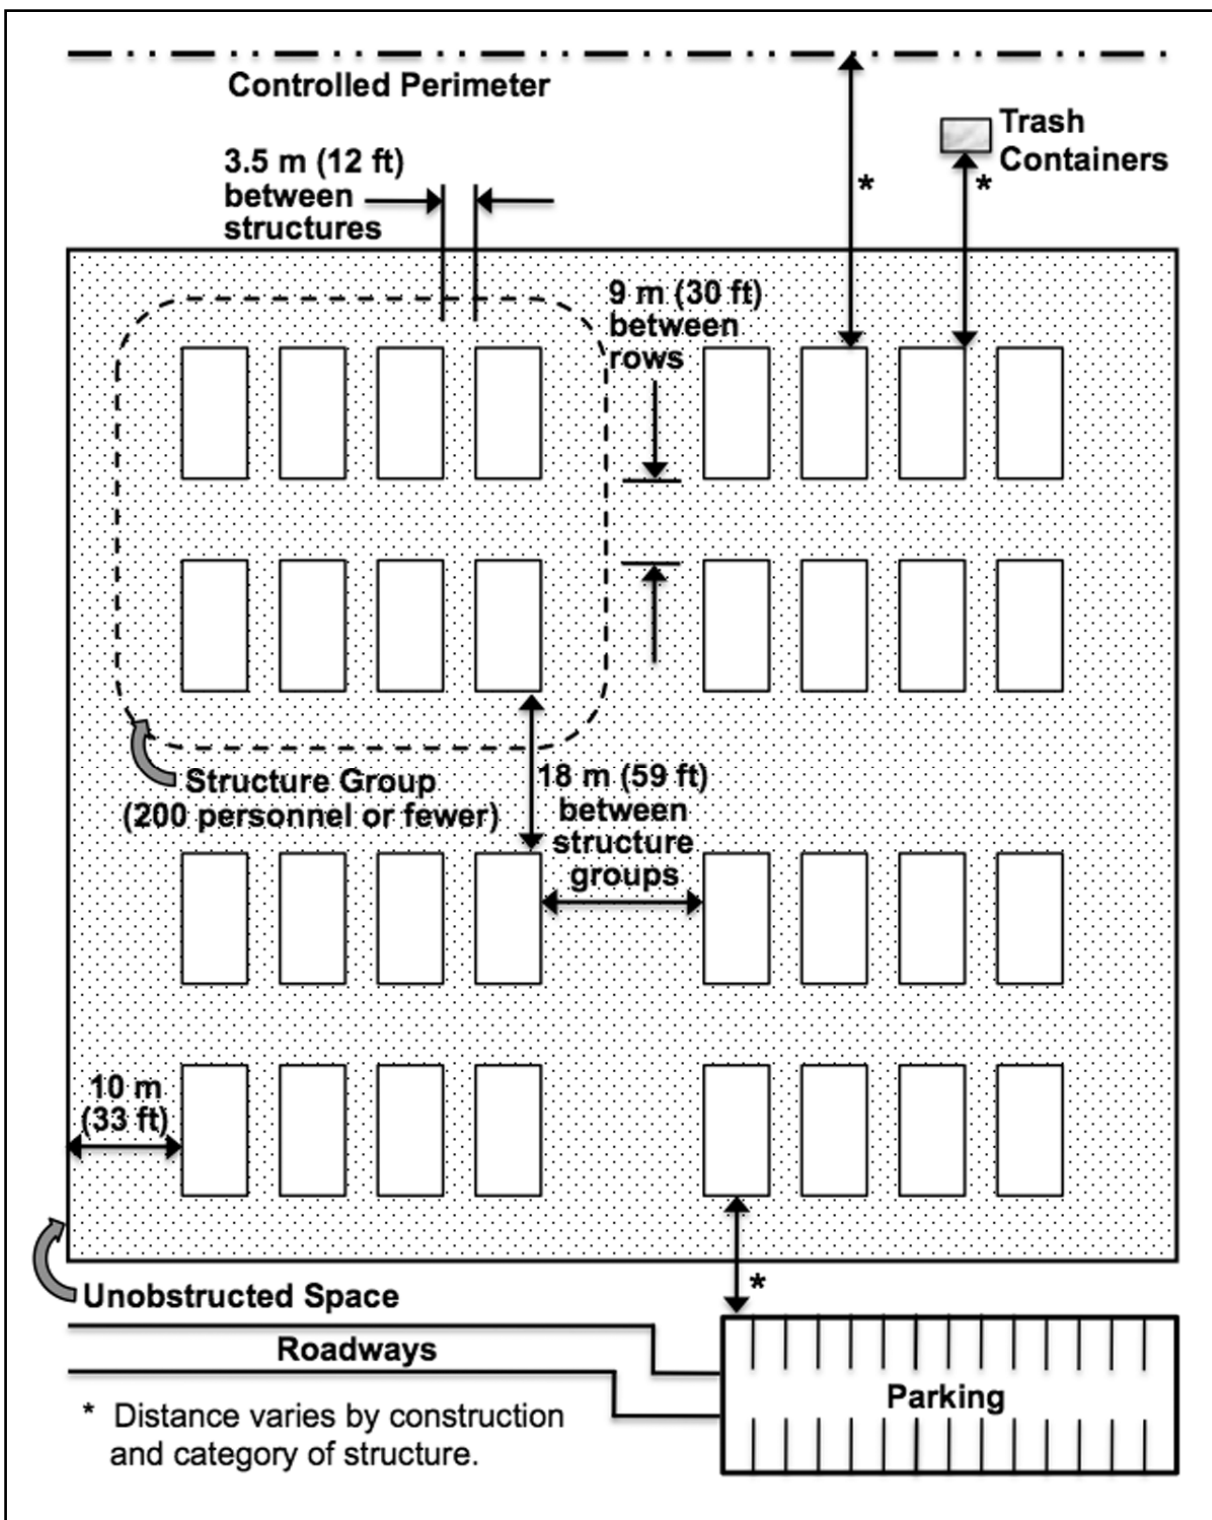 Controlled Perimeter
Trash
Containers
*
*
3.5 m (12 ft)
between
structures
9 m (30 ft)
between
rows
Structure Group
(200 personnel or fewer)
18 m (59 ft)
between
structure
groups
10 m
(33 ft)
*
Unobstructed Space
Roadways
Parking
* Distance varies by construction
and category of structure.